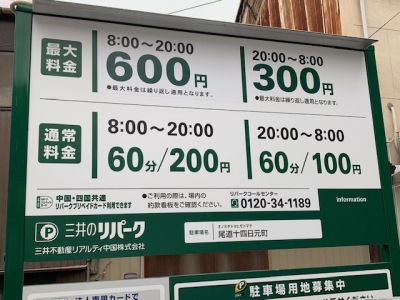 最大料金
8:00～20:00
600円
●最大料金は繰り返し適用となります。
20:00～8:00
300円
●最大料金は繰り返し適用となります。
通常料金
8:00～20:00
60分/200円
20:00～8:00
60分/100円
中国・四国共通
リパークプリペイドカード利用できます
●ご利用の際は、場内の
約款看板をご確認ください。
リパークコールセンター
0120-34-1189
information
P 三井のリパーク
三井不動産リアルティ中国株式会社
駐車場名
尾道十四日元町
駐車場用地募集中